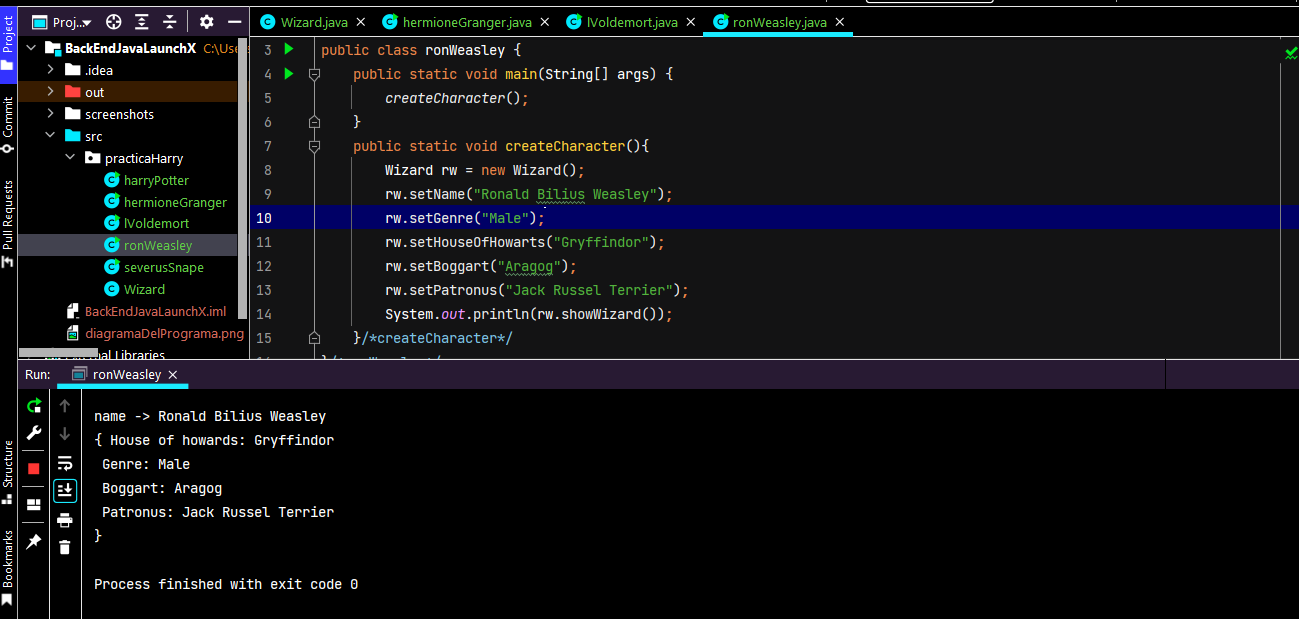 Proj...
Wizard.java
hermioneGranger.java
lVoldemort.java
ronWeasley.java
Project
Commit
Pull Requests
BackEndJavaLaunchX C:\Use
.idea
out
screenshots
src
practicaHarry
harryPotter
hermioneGranger
lVoldemort
ronWeasley
severusSnape
Wizard
BackEndJavaLaunchX.iml
diagramaDelPrograma.png
Libraries
3 public class ronWeasley {
4 public static void main(String[] args) {
5 createCharacter();
6 }
7 public static void createCharacter(){
8 Wizard rw = new Wizard();
9 rw.setName("Ronald Bilius Weasley");
10 rw.setGenre("Male");
11 rw.setHouseOfHowarts("Gryffindor");
12 rw.setBoggart("Aragog");
13 rw.setPatronus("Jack Russel Terrier");
14 System.out.println(rw.showWizard());
15 }/*createCharacter*/
Run: ronWeasley
Structure
Bookmarks
name -> Ronald Bilius Weasley
{ House of howards: Gryffindor
Genre: Male
Boggart: Aragog
Patronus: Jack Russel Terrier
}
Process finished with exit code 0